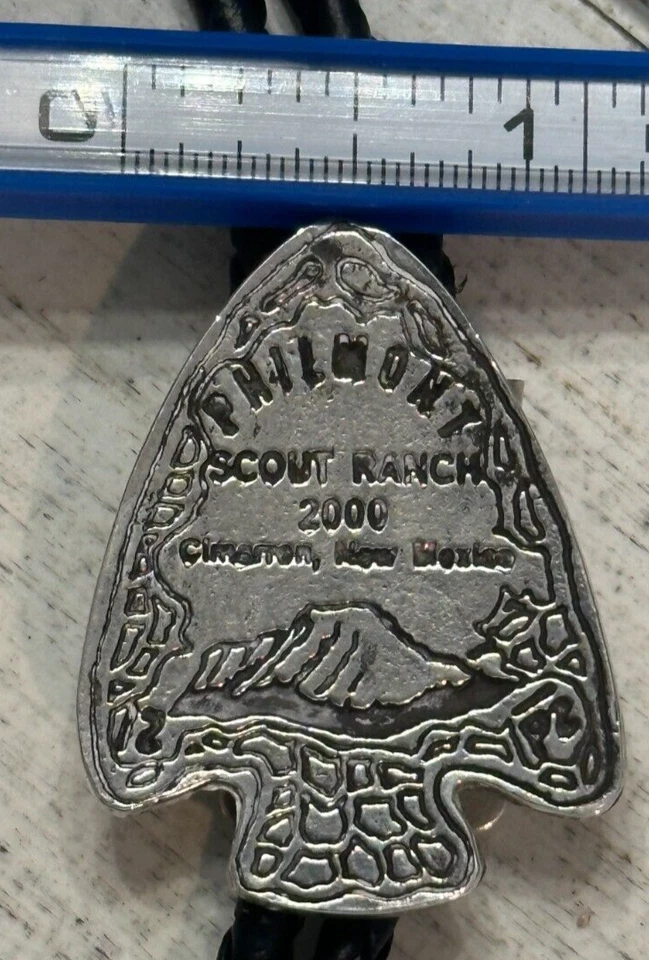 0 1
PHILMONT
SCOUT RANCH
2000
Cimarron, New Mexico